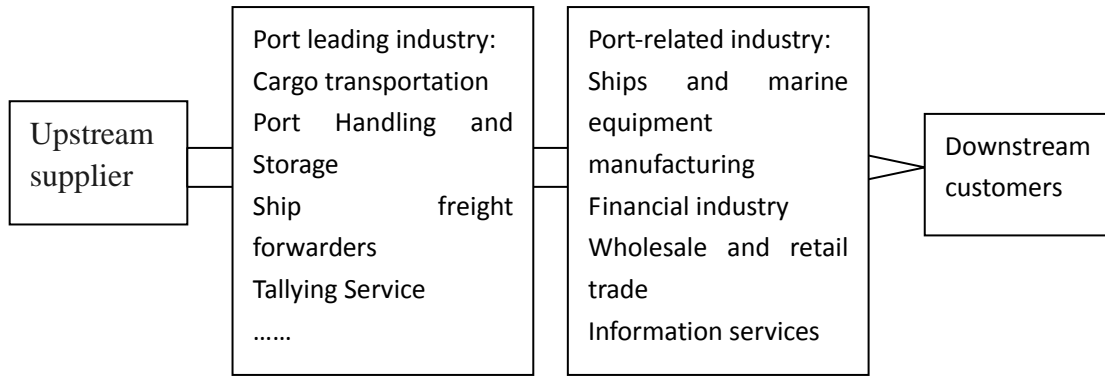 Upstream
supplier
Port leading industry:
Cargo transportation
Port Handling and
Storage
Ship freight
forwarders
Tallying Service
......
Port-related industry:
Ships and marine
equipment
manufacturing
Financial industry
Wholesale and retail
trade
Information services
Downstream
customers